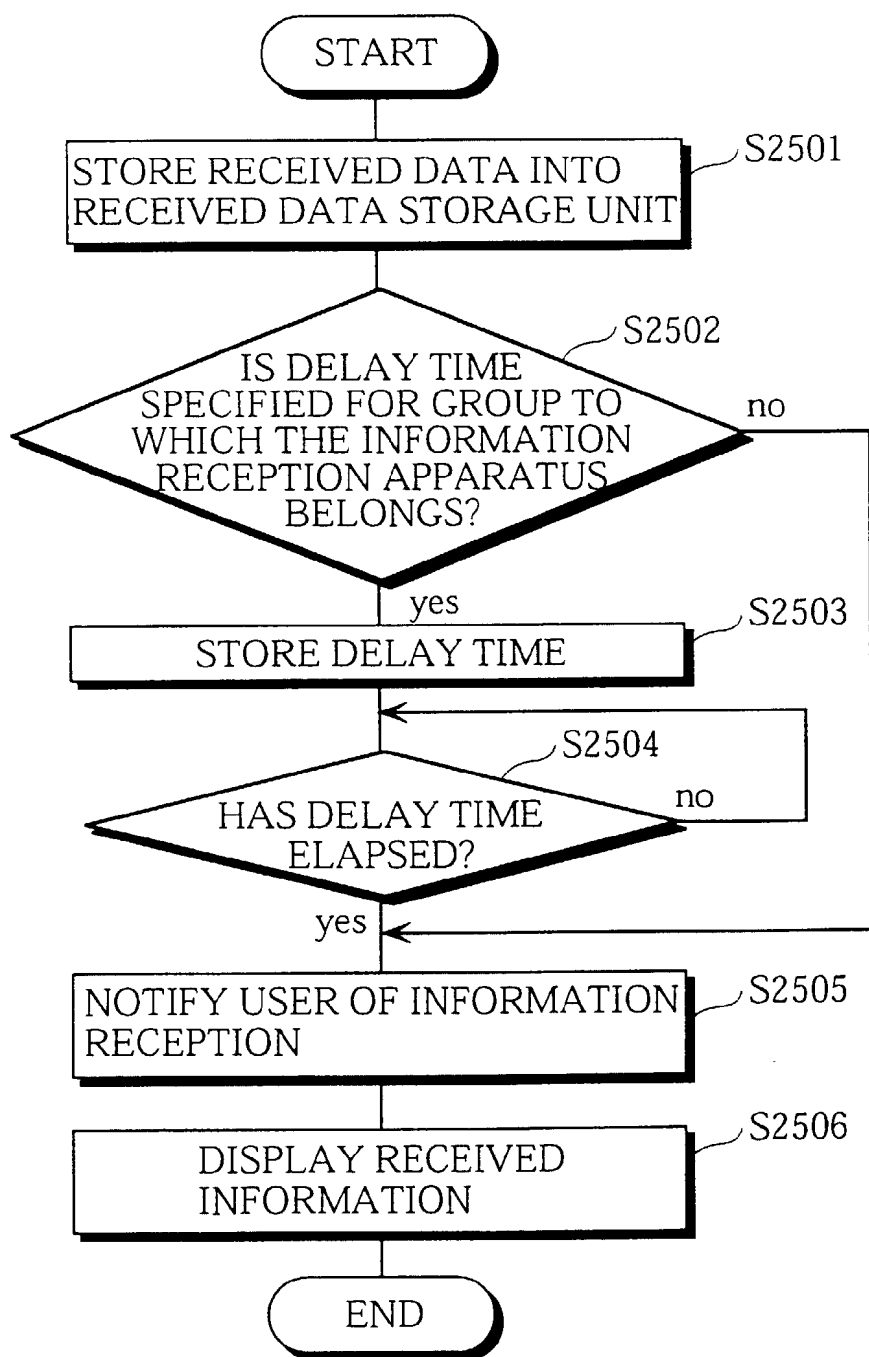 START
S2501
STORE RECEIVED DATA INTO
RECEIVED DATA STORAGE UNIT
S2502
IS DELAY TIME
SPECIFIED FOR GROUP TO
WHICH THE INFORMATION
RECEPTION APPARATUS
BELONGS?
no
yes
S2503
STORE DELAY TIME
S2504
HAS DELAY TIME
ELAPSED?
no
yes
S2505
NOTIFY USER OF INFORMATION
RECEPTION
S2506
DISPLAY RECEIVED
INFORMATION
END